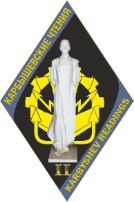 КАРБЫШЕВСКИЕ ЧТЕНИЯ
II
KARBYSHEV READINGS